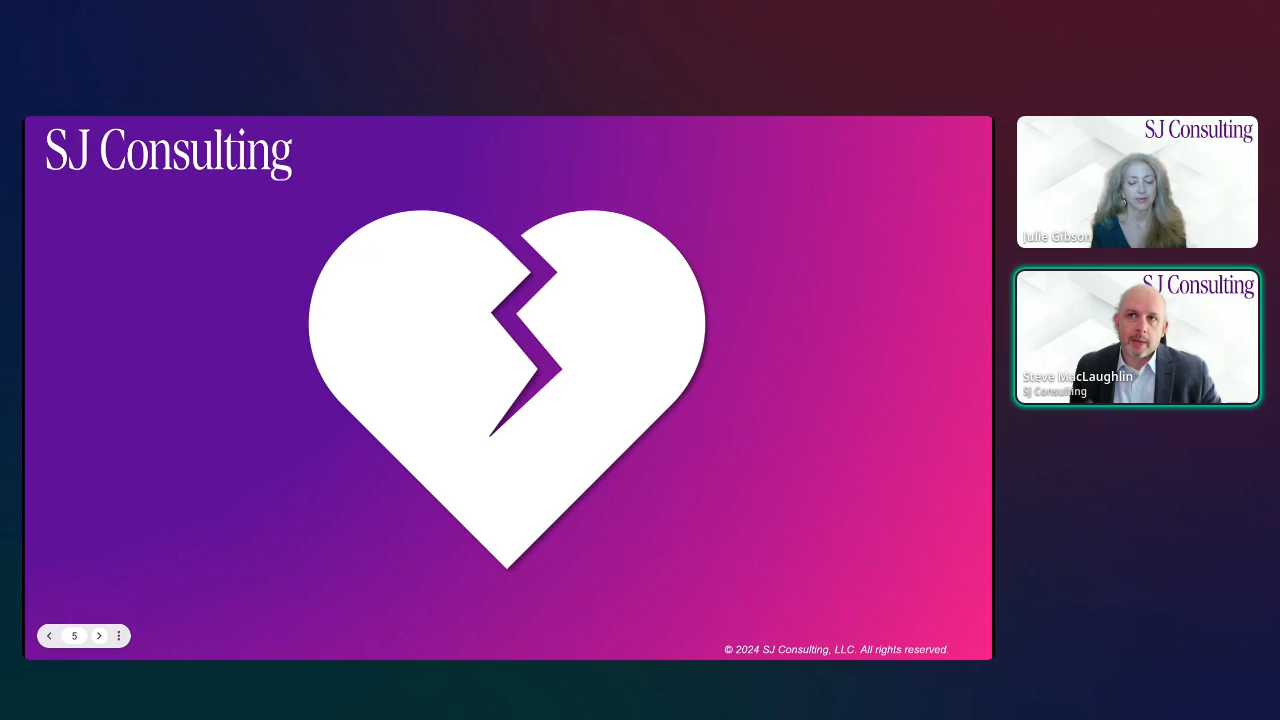 SJ Consulting
5
© 2024 SJ Consulting, LLC. All rights reserved.
SJ Consulting
Julie Gibson
SJ Consulting
Steve MacLaughlin
SJ Consulting